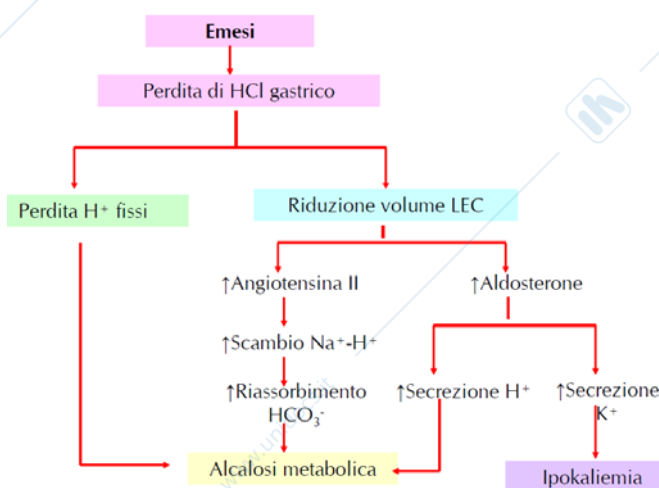 Emesi
Perdita di HCl gastrico
Perdita H⁺ fissi
Riduzione volume LEC
↑Angiotensina II
↑Aldosterone
↑Scambio Na⁺-H⁺
↑Riassorbimento
HCO₃⁻
↑Secrezione H⁺
↑Secrezione
K⁺
Alcalosi metabolica
Ipokaliemia